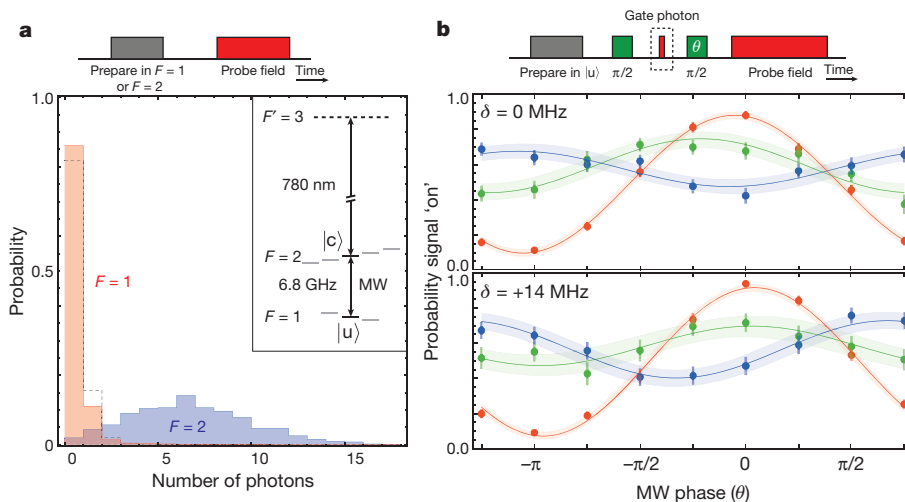 a
Prepare in F = 1
or F = 2
Time
1.0
0.5
0
Probability
F = 1
F = 2
F′ = 3
780 nm
|c⟩
F = 2
6.8 GHz
MW
F = 1
|u⟩
0
5
10
15
Number of photons
b
Gate photon
θ
Prepare in |u⟩
π/2
π/2
Probe field
Time
Probe field
1.0
δ = 0 MHz
0.0
1.0
δ = +14 MHz
0.0
Probability signal ‘on’
−π
−π/2
0
π/2
MW phase (θ)